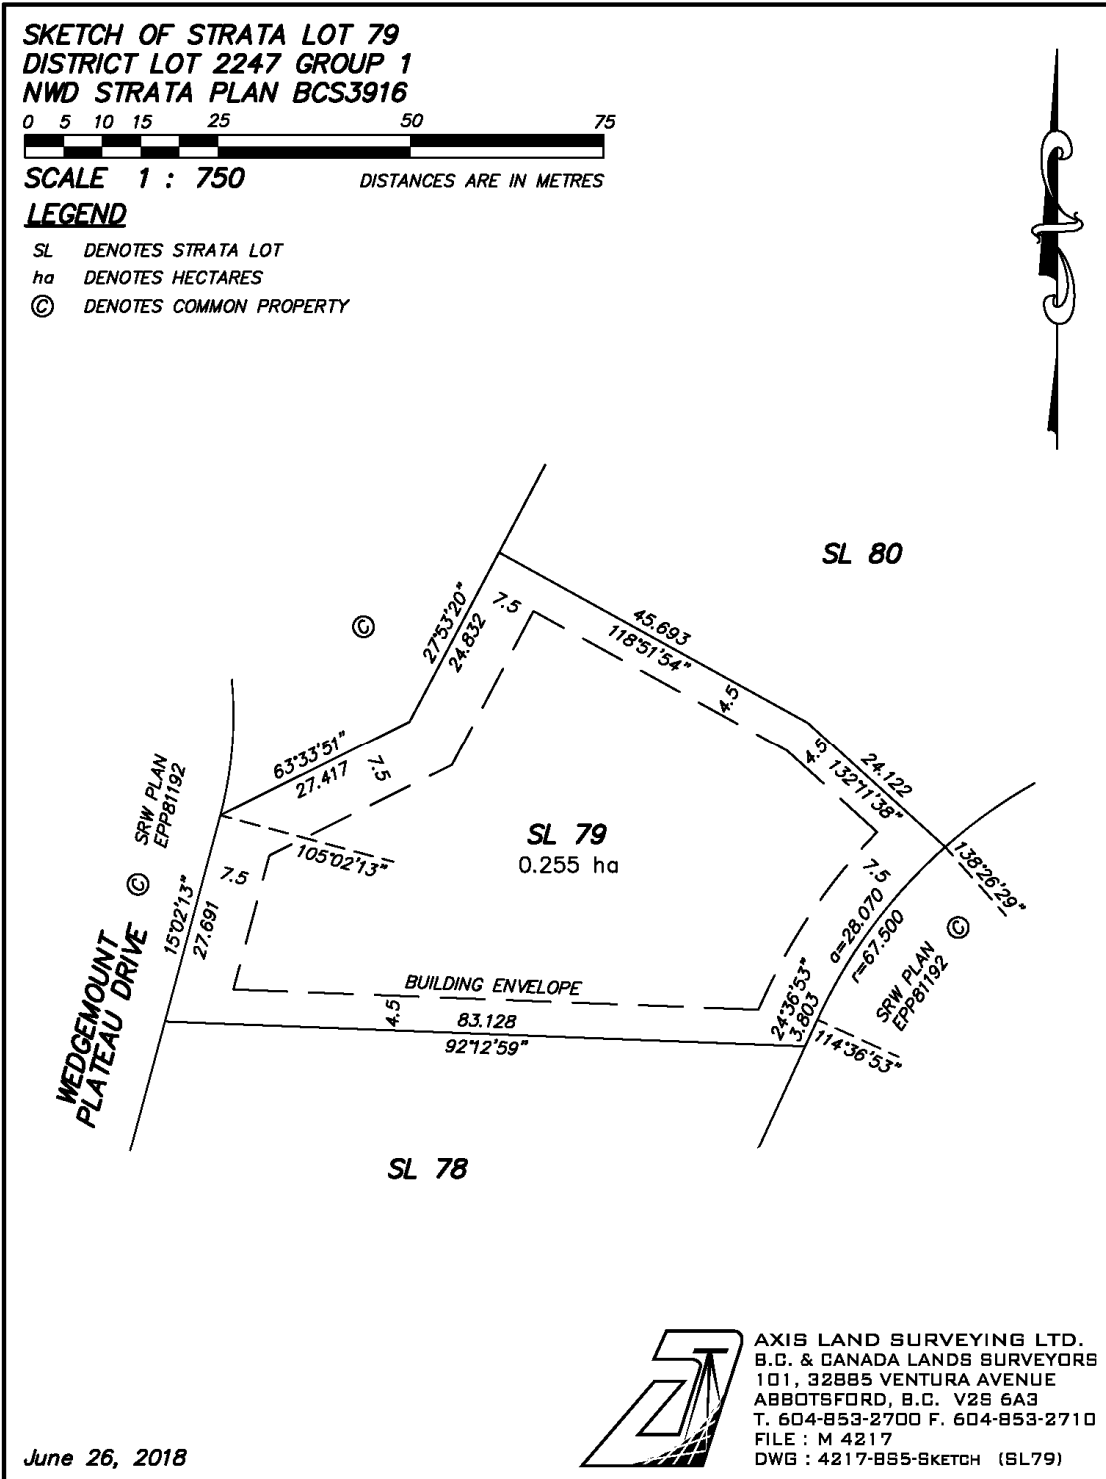 SKETCH OF STRATA LOT 79
DISTRICT LOT 2247 GROUP 1
NWD STRATA PLAN BCS3916
0 5 10 15 25 50 75
SCALE 1 : 750 DISTANCES ARE IN METRES
LEGEND
SL DENOTES STRATA LOT
ha DENOTES HECTARES
© DENOTES COMMON PROPERTY
SL 80
27°53'20"
24.832
7.5
45.693
118°51'54"
4.5
©
63°33'51"
27.417
7.5
4.5
24.122
132°11'38"
SRW PLAN
EPP81192
©
SL 79
0.255 ha
105°02'13"
7.5
15°02'13"
27.691
7.5
138°26'29"
a=28.070
r=67.500
©
SRW PLAN
EPP81192
WEDGEMOUNT
PLATEAU DRIVE
BUILDING ENVELOPE
4.5
83.128
92°12'59"
24°36'53"
3.803
114°36'53"
SL 78
AXIS LAND SURVEYING LTD.
B.C. & CANADA LANDS SURVEYORS
101, 32885 VENTURA AVENUE
ABBOTSFORD, B.C. V2S 6A3
T. 604-853-2700 F. 604-853-2710
FILE : M 4217
DWG : 4217-BS5-SKETCH (SL79)
June 26, 2018